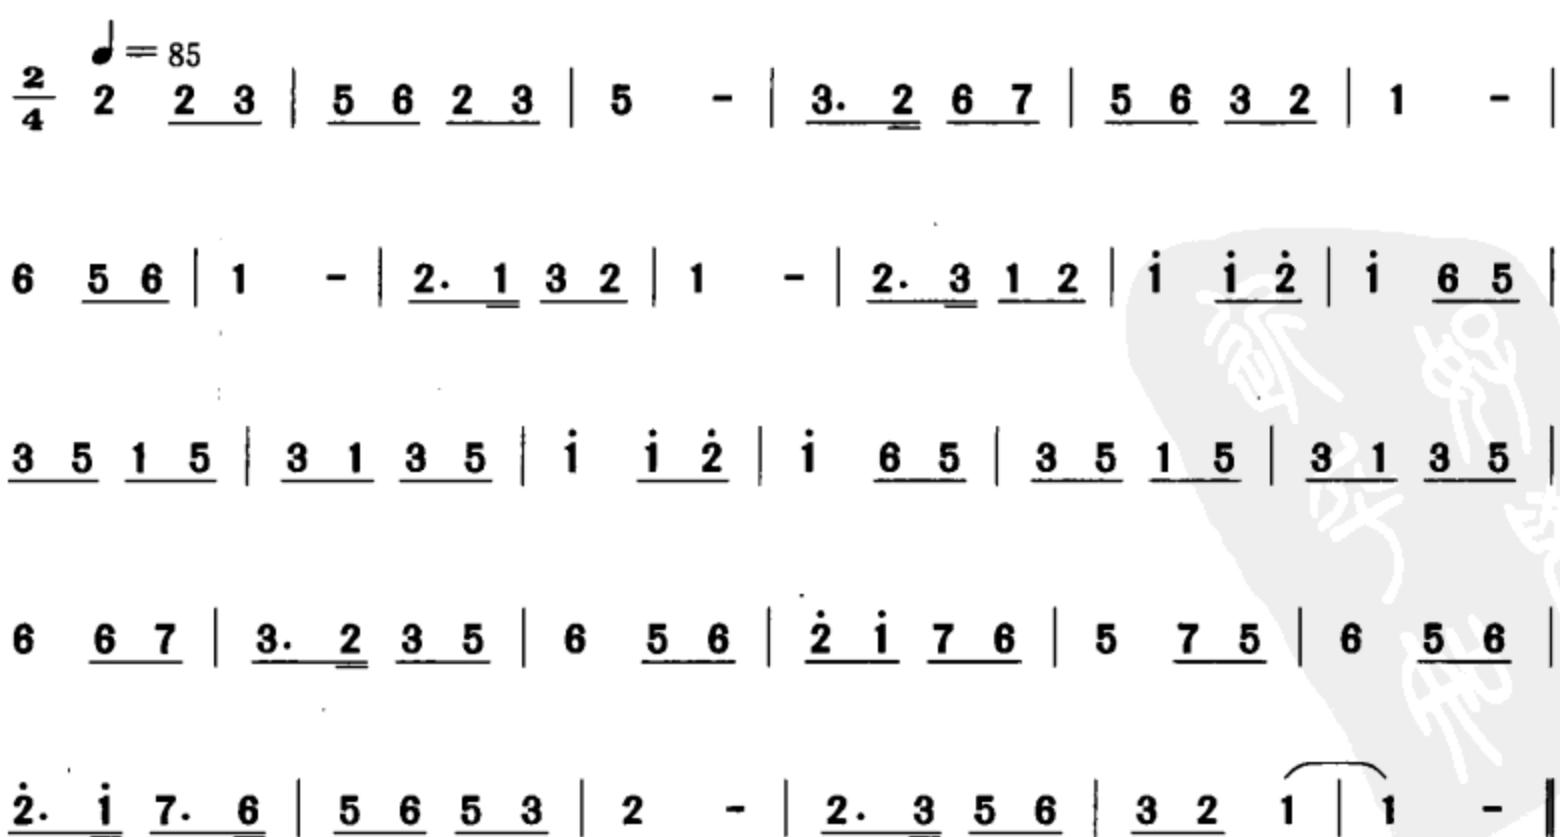 ♩= 85
2/4 2 2 3 | 5 6 2 3 | 5 - | 3. 2 6 7 | 5 6 3 2 | 1 - |
6 5 6 | 1 - | 2. 1 3 2 | 1 - | 2. 3 1 2 | i̇ i̇ 2̇ | i̇ 6 5 |
3 5 1 5 | 3 1 3 5 | i̇ i̇ 2̇ | i̇ 6 5 | 3 5 1 5 | 3 1 3 5 |
6 6 7 | 3. 2 3 5 | 6 5 6 | 2̇ i̇ 7 6 | 5 7 5 | 6 5 6 |
2̇. i̇ 7. 6 | 5 6 5 3 | 2 - | 2. 3 5 6 | 3 2 1 | 1 - ‖